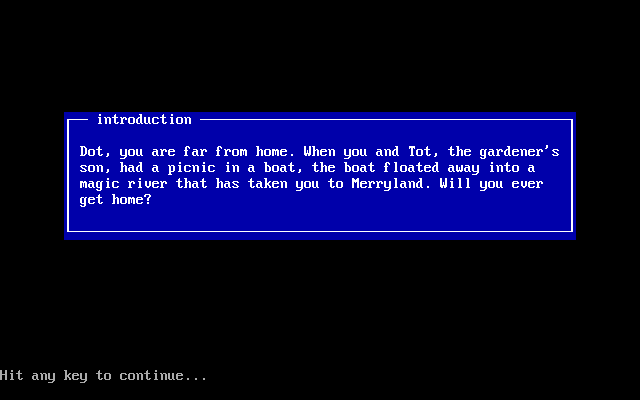 introduction
Dot, you are far from home. When you and Tot, the gardener's
son, had a picnic in a boat, the boat floated away into a
magic river that has taken you to Merryland. Will you ever
get home?
Hit any key to continue...